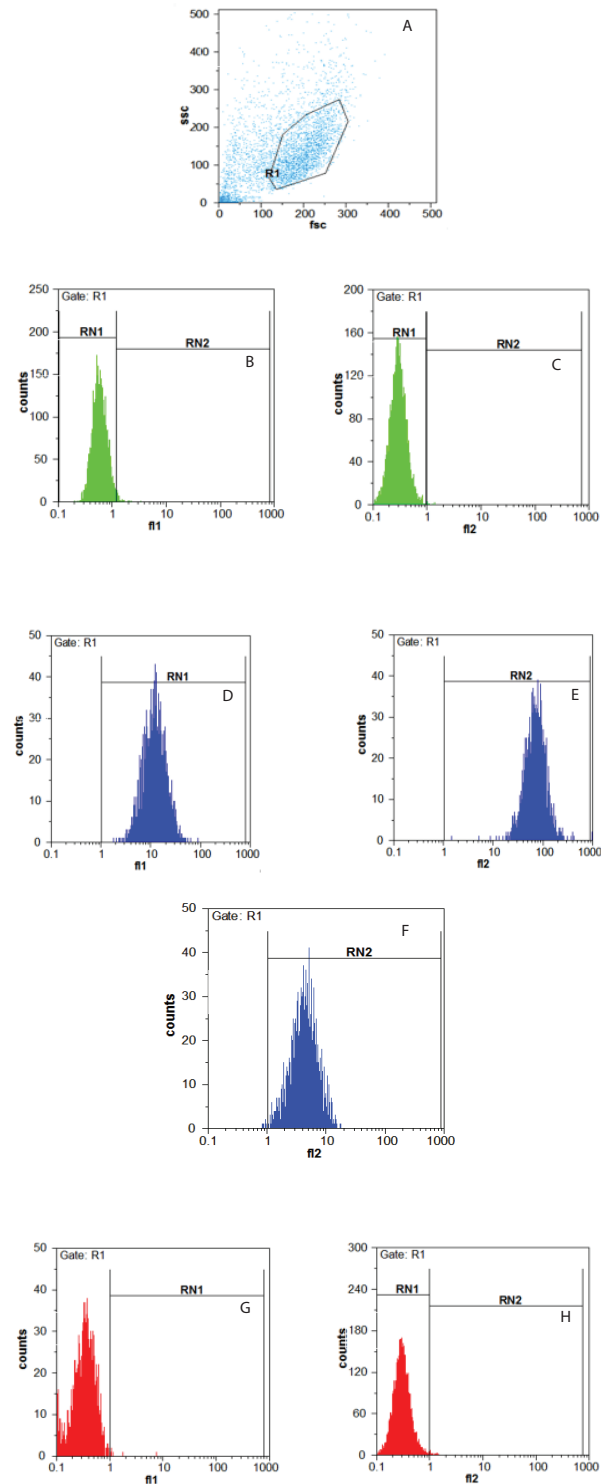 A
500
400
300
200
100
0
ssc
R1
0 100 200 300 400 500
fsc
Gate: R1
250
200
150
100
50
0
counts
RN1
RN2
B
0.1 1 10 100 1000
fl1
Gate: R1
200
160
120
80
40
0
counts
RN1
RN2
C
0.1 1 10 100 1000
fl2
Gate: R1
50
40
30
20
10
0
counts
RN1
D
0.1 1 10 100 1000
fl1
Gate: R1
50
40
30
20
10
0
counts
RN2
E
0.1 1 10 100 1000
fl2
Gate: R1
50
40
30
20
10
0
counts
RN2
F
0.1 1 10 100 1000
fl2
Gate: R1
50
40
30
20
10
0
counts
RN1
G
0.1 1 10 100 1000
fl1
Gate: R1
300
240
180
120
60
0
counts
RN1
RN2
H
0.1 1 10 100 1000
fl2